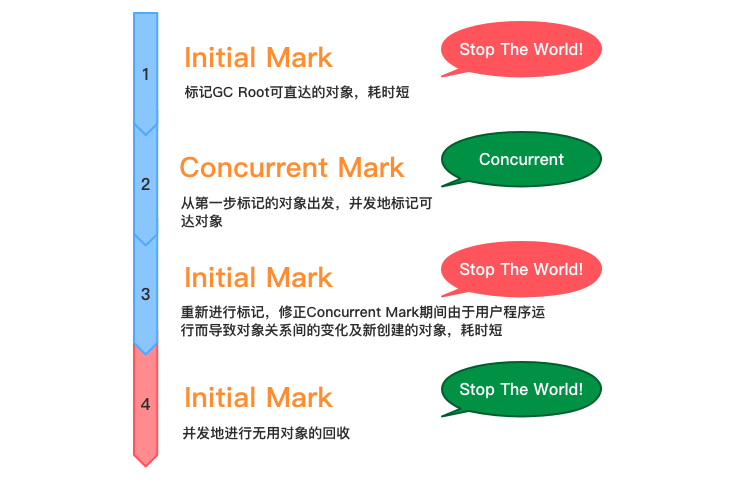 1
Initial Mark
Stop The World!
标记GC Root可直达的对象，耗时短
2
Concurrent Mark
Concurrent
从第一步标记的对象出发，并发地标记可
达对象
3
Initial Mark
Stop The World!
重新进行标记，修正Concurrent Mark期间由于用户程序运
行而导致对象关系间的变化及新创建的对象，耗时短
4
Initial Mark
Stop The World!
并发地进行无用对象的回收